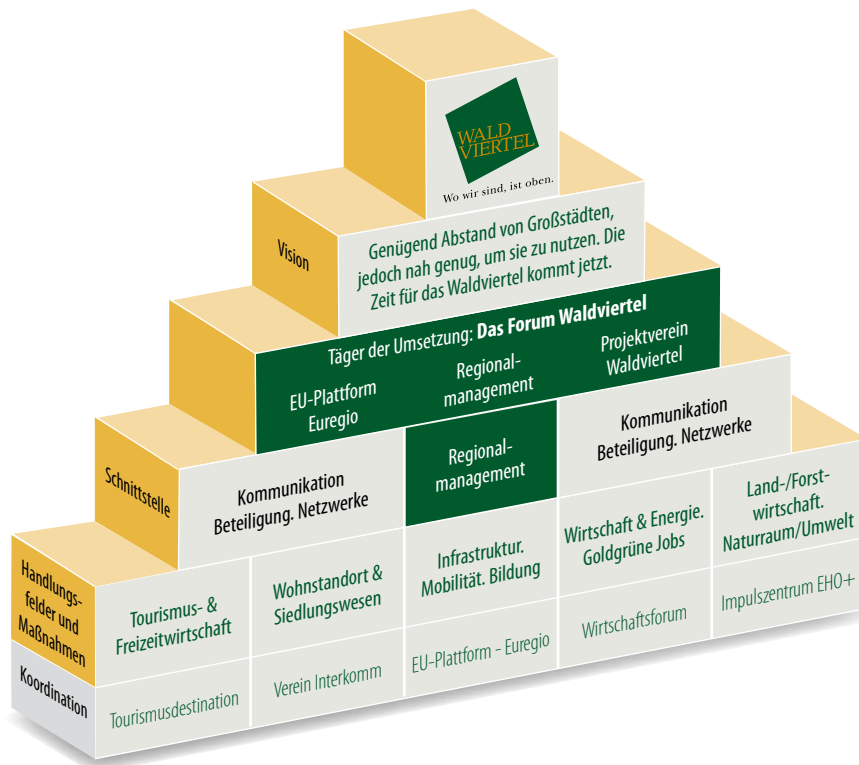 WALD
VIERTEL
Wo wir sind, ist oben.
Vision
Genügend Abstand von Großstädten,
jedoch nah genug, um sie zu nutzen. Die
Zeit für das Waldviertel kommt jetzt.
Täger der Umsetzung: Das Forum Waldviertel
EU-Plattform
Euregio
Regional-
management
Projektverein
Waldviertel
Schnittstelle
Kommunikation
Beteiligung. Netzwerke
Regional-
management
Kommunikation
Beteiligung. Netzwerke
Handlungs-
felder und
Maßnahmen
Tourismus- &
Freizeitwirtschaft
Wohnstandort &
Siedlungswesen
Infrastruktur.
Mobilität. Bildung
Wirtschaft & Energie.
Goldgrüne Jobs
Land-/Forst-
wirtschaft.
Naturraum/Umwelt
Koordination
Tourismusdestination
Verein Interkomm
EU-Plattform - Euregio
Wirtschaftsforum
Impulszentrum EHO+